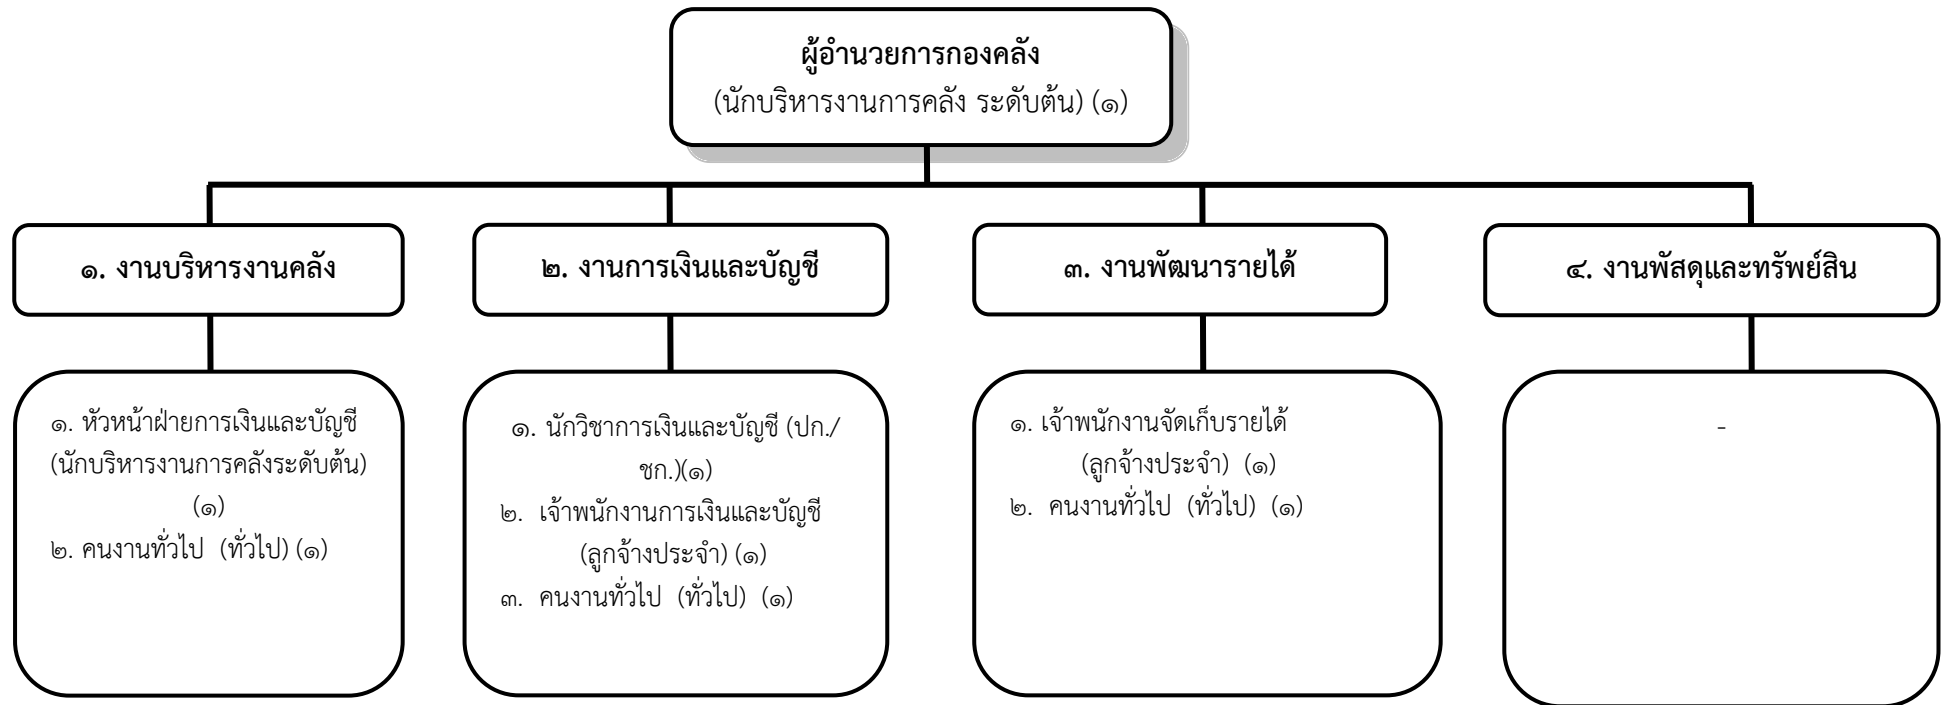 ผู้อำนวยการกองคลัง
(นักบริหารงานการคลัง ระดับต้น) (๑)
๑. งานบริหารงานคลัง
๒. งานการเงินและบัญชี
๓. งานพัฒนารายได้
๔. งานพัสดุและทรัพย์สิน
๑. หัวหน้าฝ่ายการเงินและบัญชี
(นักบริหารงานการคลังระดับต้น)
(๑)
๒. คนงานทั่วไป (ทั่วไป) (๑)
๑. นักวิชาการเงินและบัญชี (ปก./
ชก.)(๑)
๒. เจ้าพนักงานการเงินและบัญชี
(ลูกจ้างประจำ) (๑)
๓. คนงานทั่วไป (ทั่วไป) (๑)
๑. เจ้าพนักงานจัดเก็บรายได้
(ลูกจ้างประจำ) (๑)
๒. คนงานทั่วไป (ทั่วไป) (๑)
-